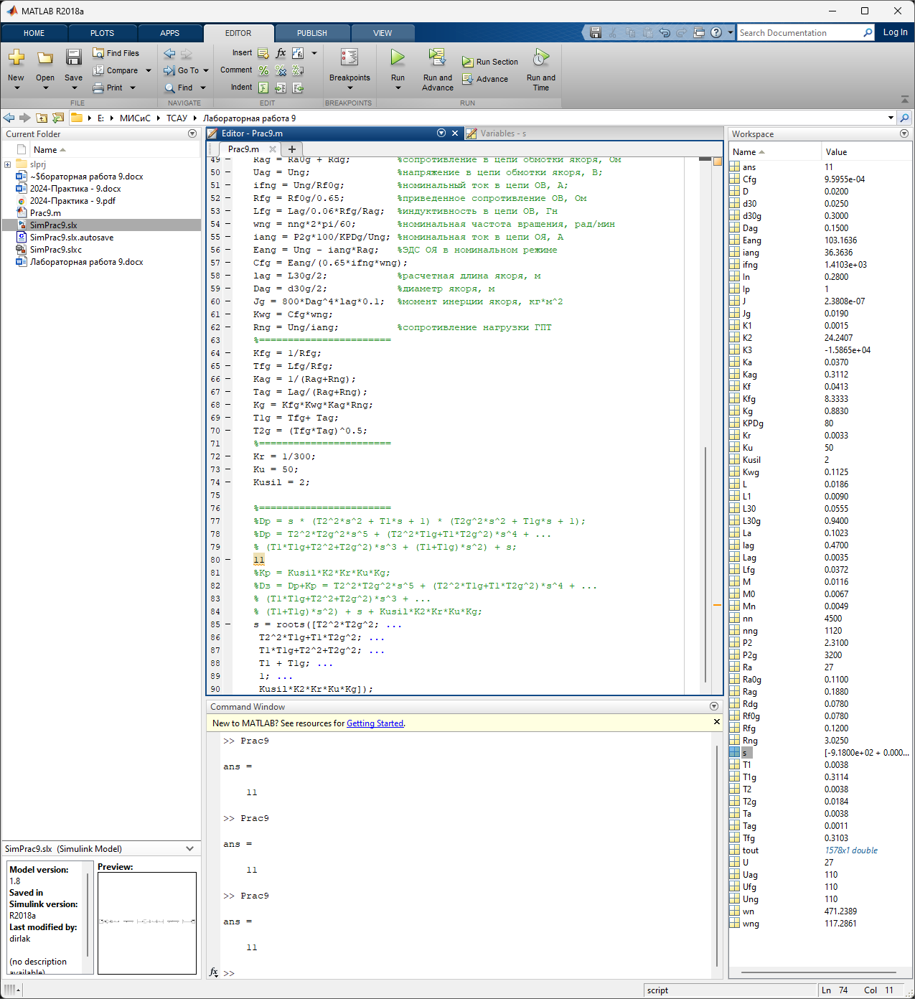 MATLAB R2018a
HOME
PLOTS
APPS
EDITOR
PUBLISH
VIEW
Search Documentation
Log In
New
Open
Save
Find Files
Compare
Print
Go To
Find
Insert
Comment
Indent
Breakpoints
Run
Run and Advance
Run Section
Advance
Run and Time
FILE
NAVIGATE
EDIT
BREAKPOINTS
RUN
E: ▸ МИСиС ▸ ТСАУ ▸ Лабораторная работа 9
Current Folder
Name
slprj
~$бораторная работа 9.docx
2024-Практика - 9.docx
2024-Практика - 9.pdf
Prac9.m
SimPrac9.slx
SimPrac9.slx.autosave
SimPrac9.slxc
Лабораторная работа 9.docx
SimPrac9.slx (Simulink Model)
Model version:
1.8
Saved in
Simulink version:
R2018a
Last modified by:
dirlak
(no description
available)
Preview:
Editor - Prac9.m
Variables - s
Prac9.m
49 – Rag = Ra0g + Rdg; %сопротивление в цепи обмотки якоря, Ом
50 – Uag = Ung; %напряжение в цепи обмотки якоря, В;
51 – ifng = Ung/Rf0g; %номинальный ток в цепи ОВ, А;
52 – Rfg = Rf0g/0.65; %приведенное сопротивление ОВ, Ом
53 – Lfg = Lag/0.06*Rfg/Rag; %индуктивность в цепи ОВ, Гн
54 – wng = nng*2*pi/60; %номинальная частота вращения, рад/мин
55 – iang = P2g*100/KPDg/Ung; %номинальная ток в цепи ОЯ, А
56 – Eang = Ung - iang*Rag; %ЭДС ОЯ в номинальном режиме
57 – Cfg = Eang/(0.65*ifng*wng);
58 – lag = L30g/2; %расчетная длина якоря, м
59 – Dag = d30g/2; %диаметр якоря, м
60 – Jg = 800*Dag^4*lag*0.1; %момент инерции якоря, кг*м^2
61 – Kwg = Cfg*wng;
62 – Rng = Ung/iang; %сопротивление нагрузки ГПТ
63 %=======================
64 – Kfg = 1/Rfg;
65 – Tfg = Lfg/Rfg;
66 – Kag = 1/(Rag+Rng);
67 – Tag = Lag/(Rag+Rng);
68 – Kg = Kfg*Kwg*Kag*Rng;
69 – T1g = Tfg+ Tag;
70 – T2g = (Tfg*Tag)^0.5;
71 %=======================
72 – Kr = 1/300;
73 – Ku = 50;
74 – Kusil = 2;
75
76 %=======================
77 %Dp = s * (T2^2*s^2 + T1*s + 1) * (T2g^2*s^2 + T1g*s + 1);
78 %Dp = T2^2*T2g^2*s^5 + (T2^2*T1g+T1*T2g^2)*s^4 + ...
79 % (T1*T1g+T2^2+T2g^2)*s^3 + (T1+T1g)*s^2) + s;
80 – 11
81 %Kp = Kusil*K2*Kr*Ku*Kg;
82 %Dз = Dp+Kp = T2^2*T2g^2*s^5 + (T2^2*T1g+T1*T2g^2)*s^4 + ...
83 % (T1*T1g+T2^2+T2g^2)*s^3 + ...
84 % (T1+T1g)*s^2) + s + Kusil*K2*Kr*Ku*Kg;
85 – s = roots([T2^2*T2g^2; ...
86 T2^2*T1g+T1*T2g^2; ...
87 T1*T1g+T2^2+T2g^2; ...
88 T1 + T1g; ...
89 1; ...
90 Kusil*K2*Kr*Ku*Kg]);
Command Window
New to MATLAB? See resources for Getting Started.
>> Prac9
ans =
11
>> Prac9
ans =
11
>> Prac9
ans =
11
fx >>
Workspace
Name Value
ans 11
Cfg 9.5955e-04
D 0.0200
d30 0.0250
d30g 0.3000
Dag 0.1500
Eang 103.1636
iang 36.3636
ifng 1.4103e+03
In 0.2800
Ip 1
J 2.3808e-07
Jg 0.0190
K1 0.0015
K2 24.2407
K3 -1.5865e+04
Ka 0.0370
Kag 0.3112
Kf 0.0413
Kfg 8.3333
Kg 0.8830
KPDg 80
Kr 0.0033
Ku 50
Kusil 2
Kwg 0.1125
L 0.0186
L1 0.0090
L30 0.0555
L30g 0.9400
La 0.1023
lag 0.4700
Lag 0.0035
Lfg 0.0372
M 0.0116
M0 0.0067
Mn 0.0049
nn 4500
nng 1120
P2 2.3100
P2g 3200
Ra 27
Ra0g 0.1100
Rag 0.1880
Rdg 0.0780
Rf0g 0.0780
Rfg 0.1200
Rng 3.0250
s [-9.1800e+02 + 0.000...
T1 0.0038
T1g 0.3114
T2 0.0038
T2g 0.0184
Ta 0.0038
Tag 0.0011
Tfg 0.3103
tout 1578x1 double
U 27
Uag 110
Ufg 110
Ung 110
wn 471.2389
wng 117.2861
script
Ln 74 Col 11